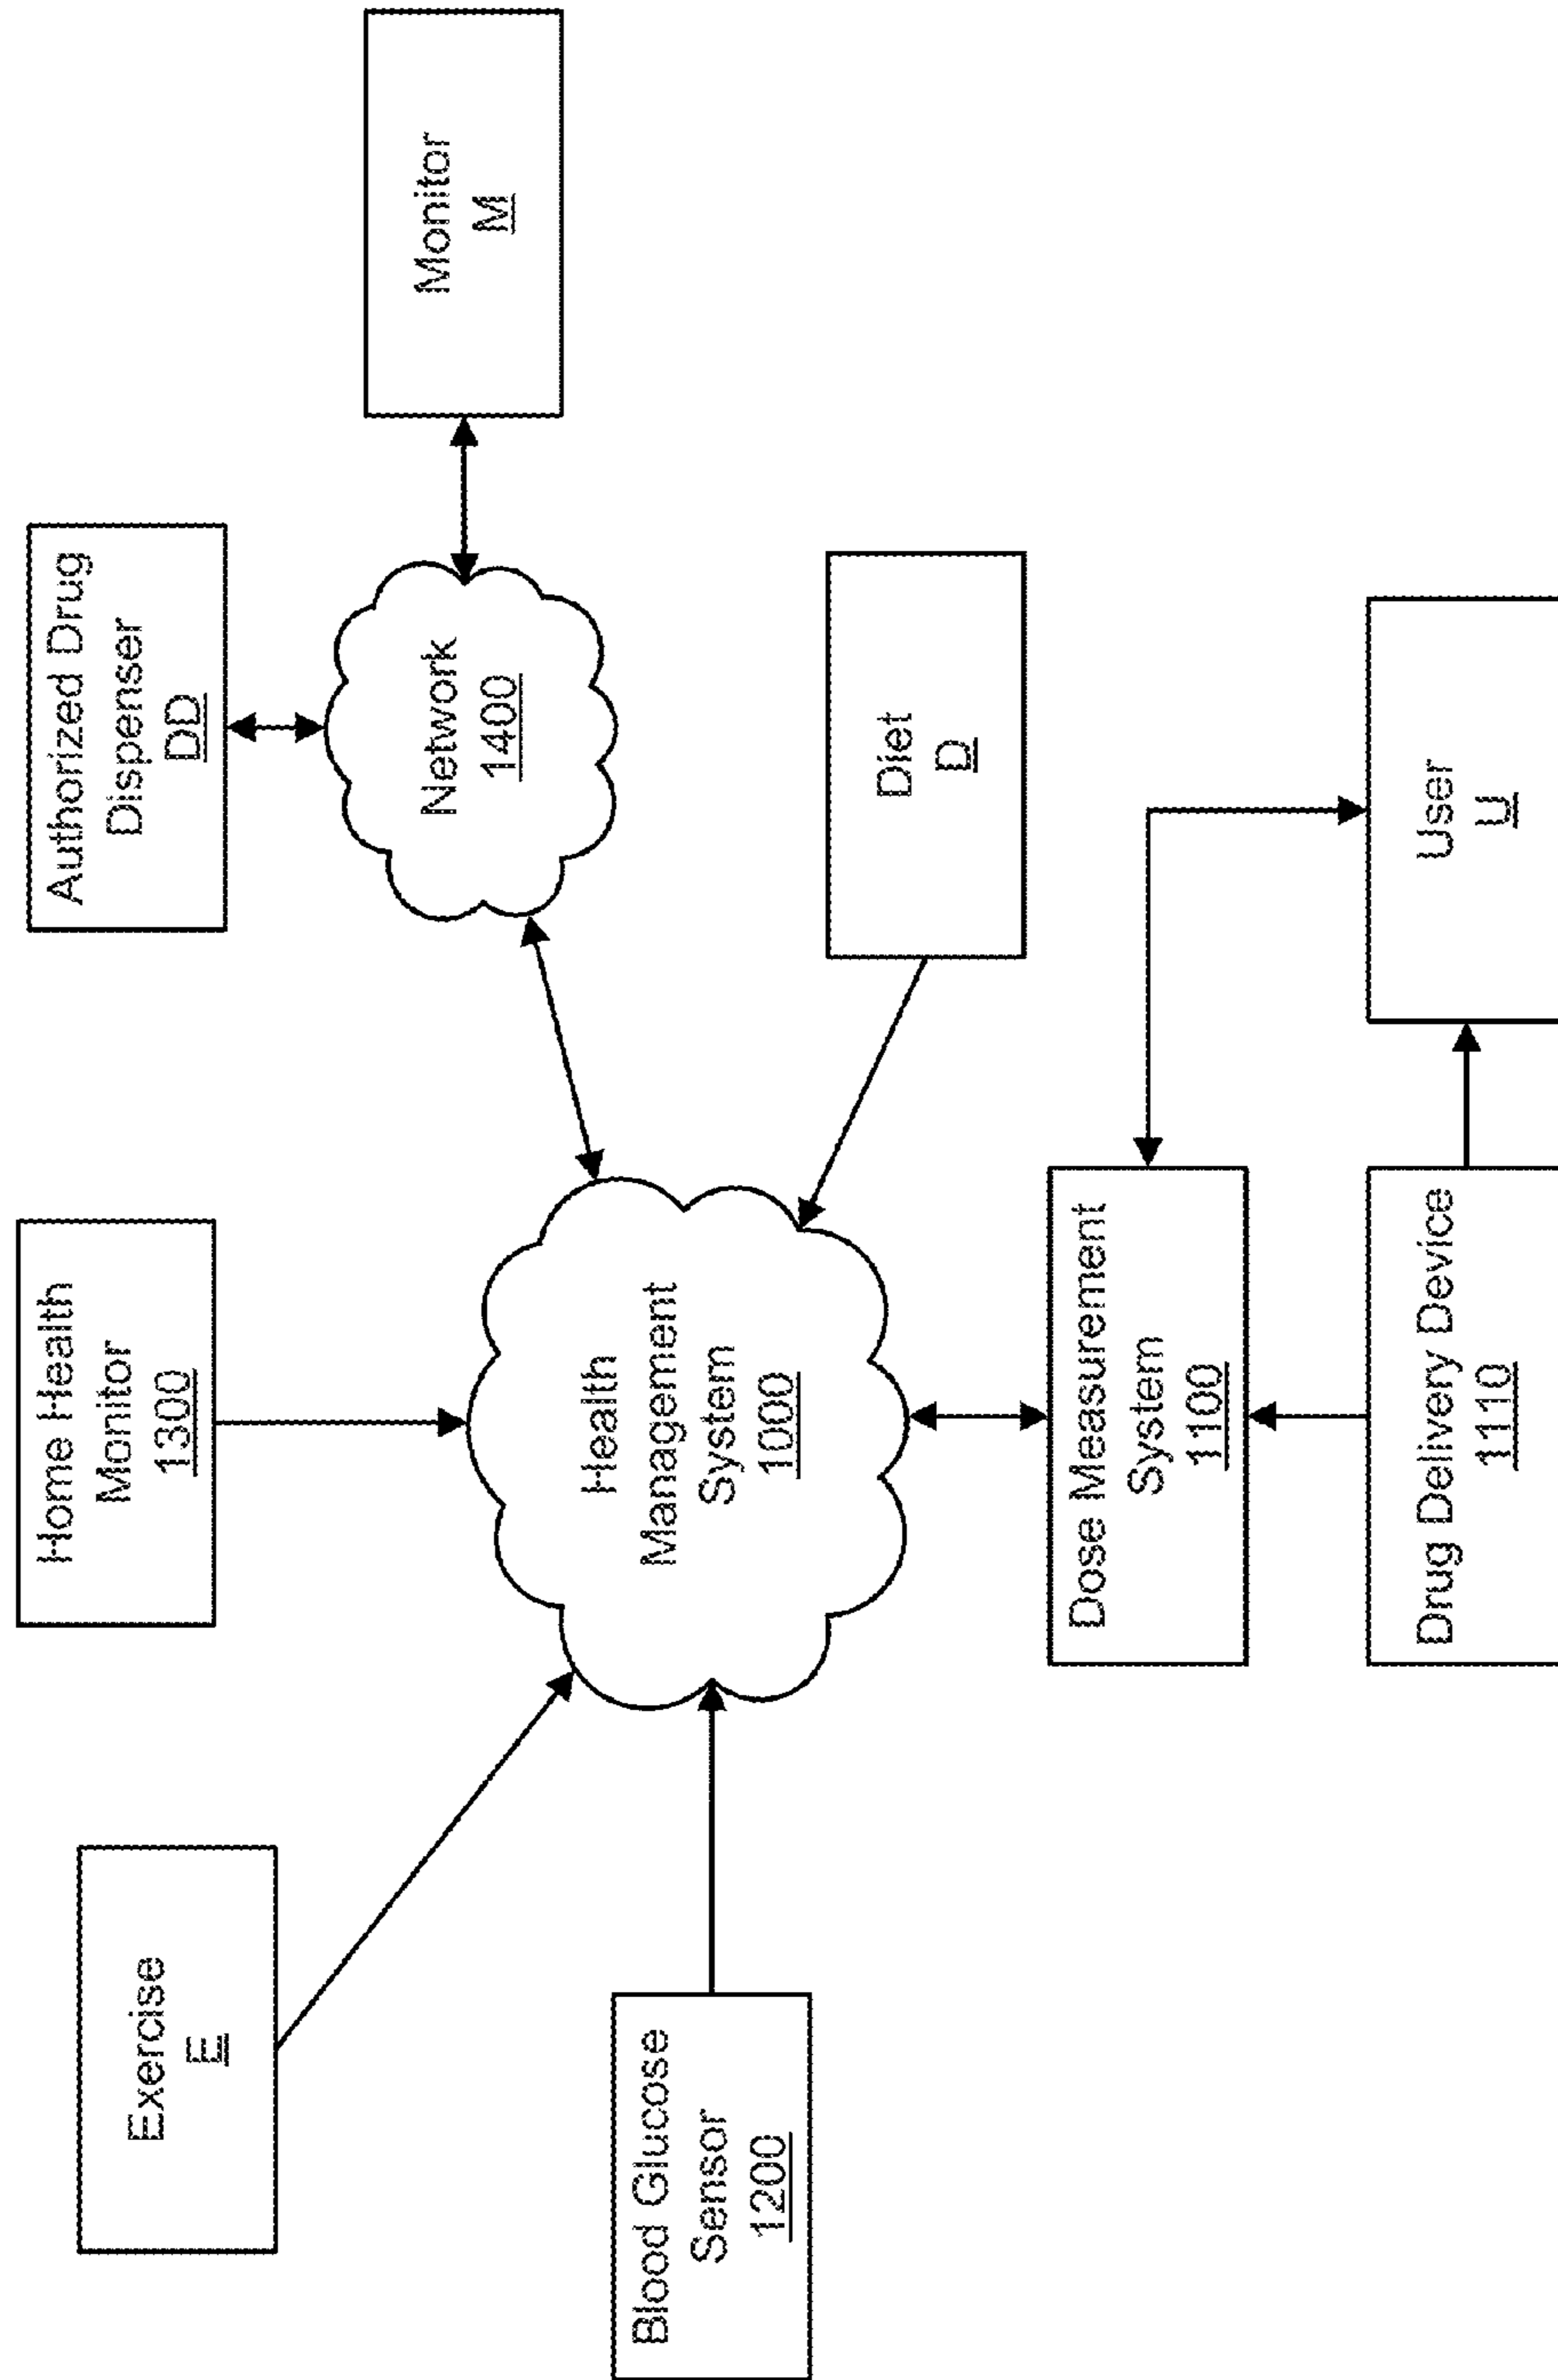 Exercise
E
Home Health
Monitor
1300
Authorized Drug
Dispenser
DD
Network
1400
Monitor
M
Blood Glucose
Sensor
1200
Health
Management
System
1000
Diet
D
Dose Measurement
System
1100
Drug Delivery Device
1110
User
U